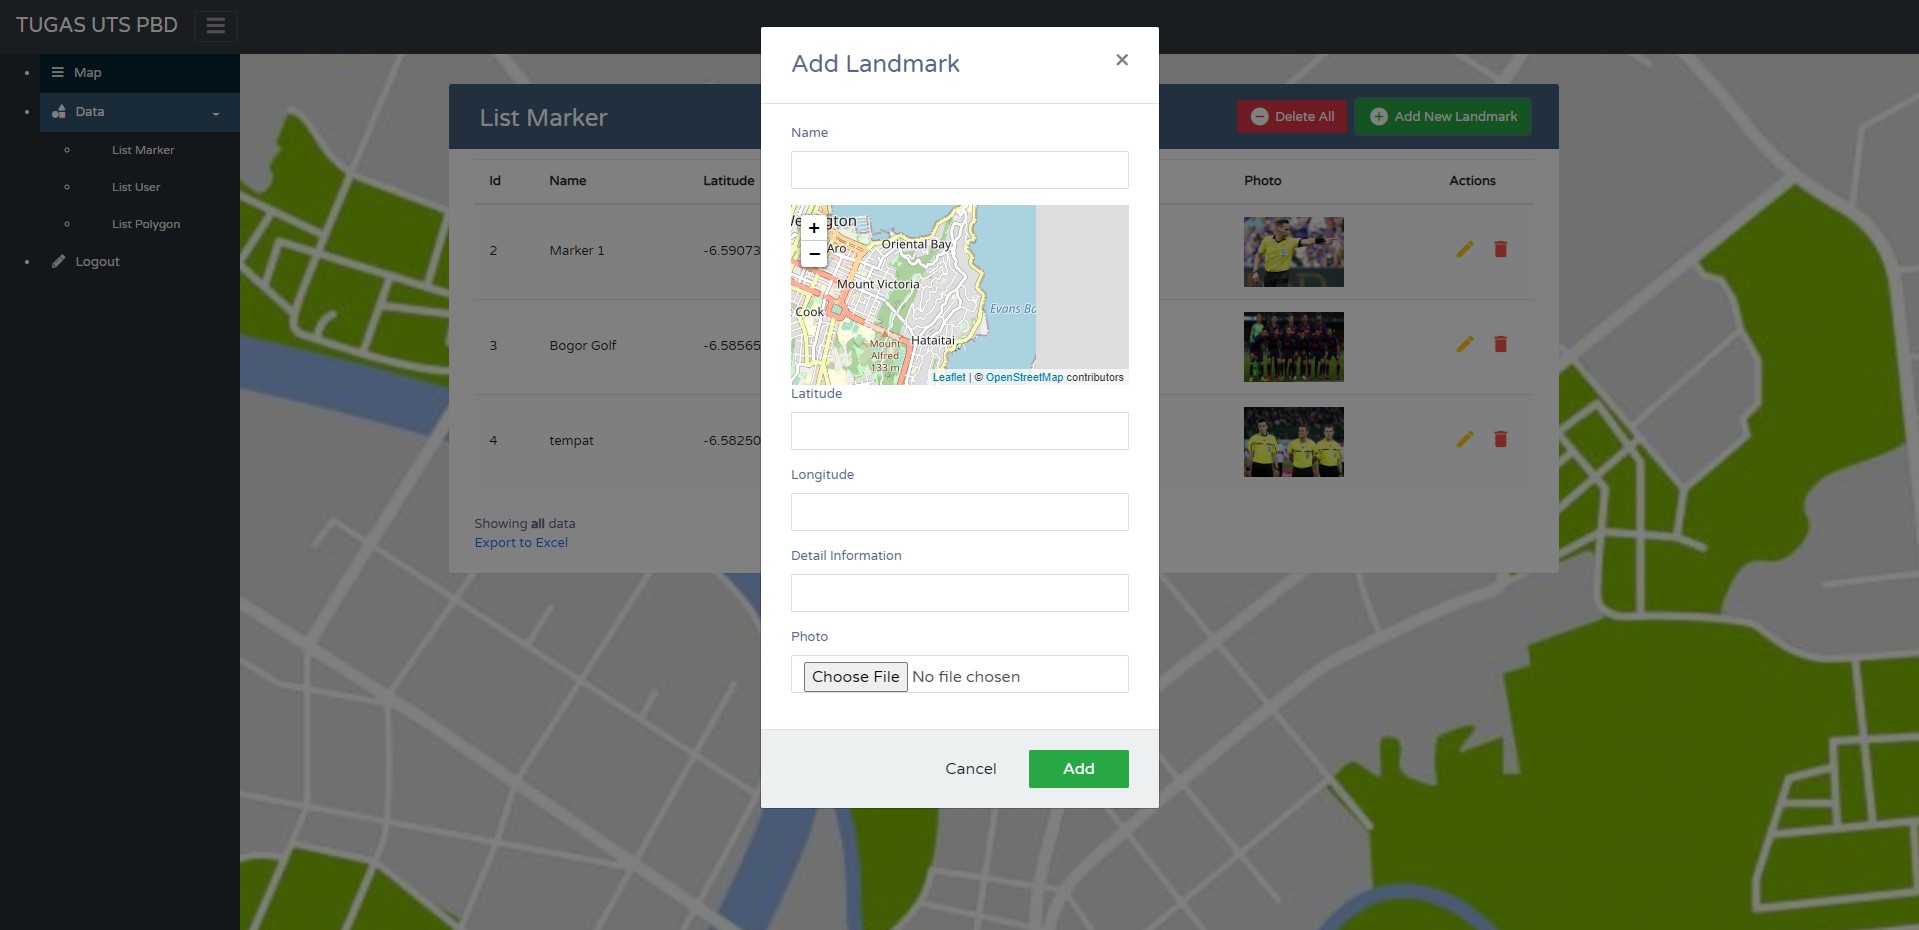 TUGAS UTS PBD
Map
Data
List Marker
List User
List Polygon
Logout
List Marker
Delete All
Add New Landmark
Id Name Latitude Photo Actions
2 Marker 1 -6.59073
3 Bogor Golf -6.58565
4 tempat -6.58250
Showing all data
Export to Excel
Add Landmark ×
Name
+
−
Oriental Bay
Aro
Mount Victoria
Cook
Evans
Hataitai
Mount
Alfred
133 m
Leaflet | © OpenStreetMap contributors
Latitude
Longitude
Detail Information
Photo
Choose File No file chosen
Cancel Add